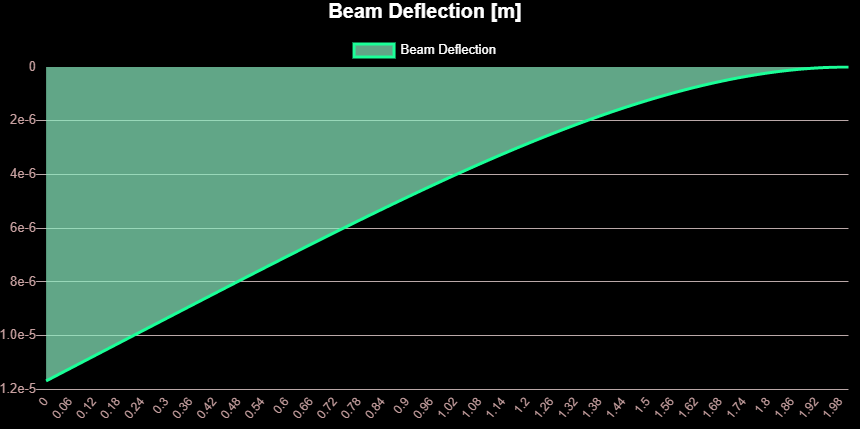 Beam Deflection [m]
Beam Deflection
0
2e-6
4e-6
6e-6
8e-6
1.0e-5
1.2e-5
0 0.06 0.12 0.18 0.24 0.3 0.36 0.42 0.48 0.54 0.6 0.66 0.72 0.78 0.84 0.9 0.96 1.02 1.08 1.14 1.2 1.26 1.32 1.38 1.44 1.5 1.56 1.62 1.68 1.74 1.8 1.86 1.92 1.98